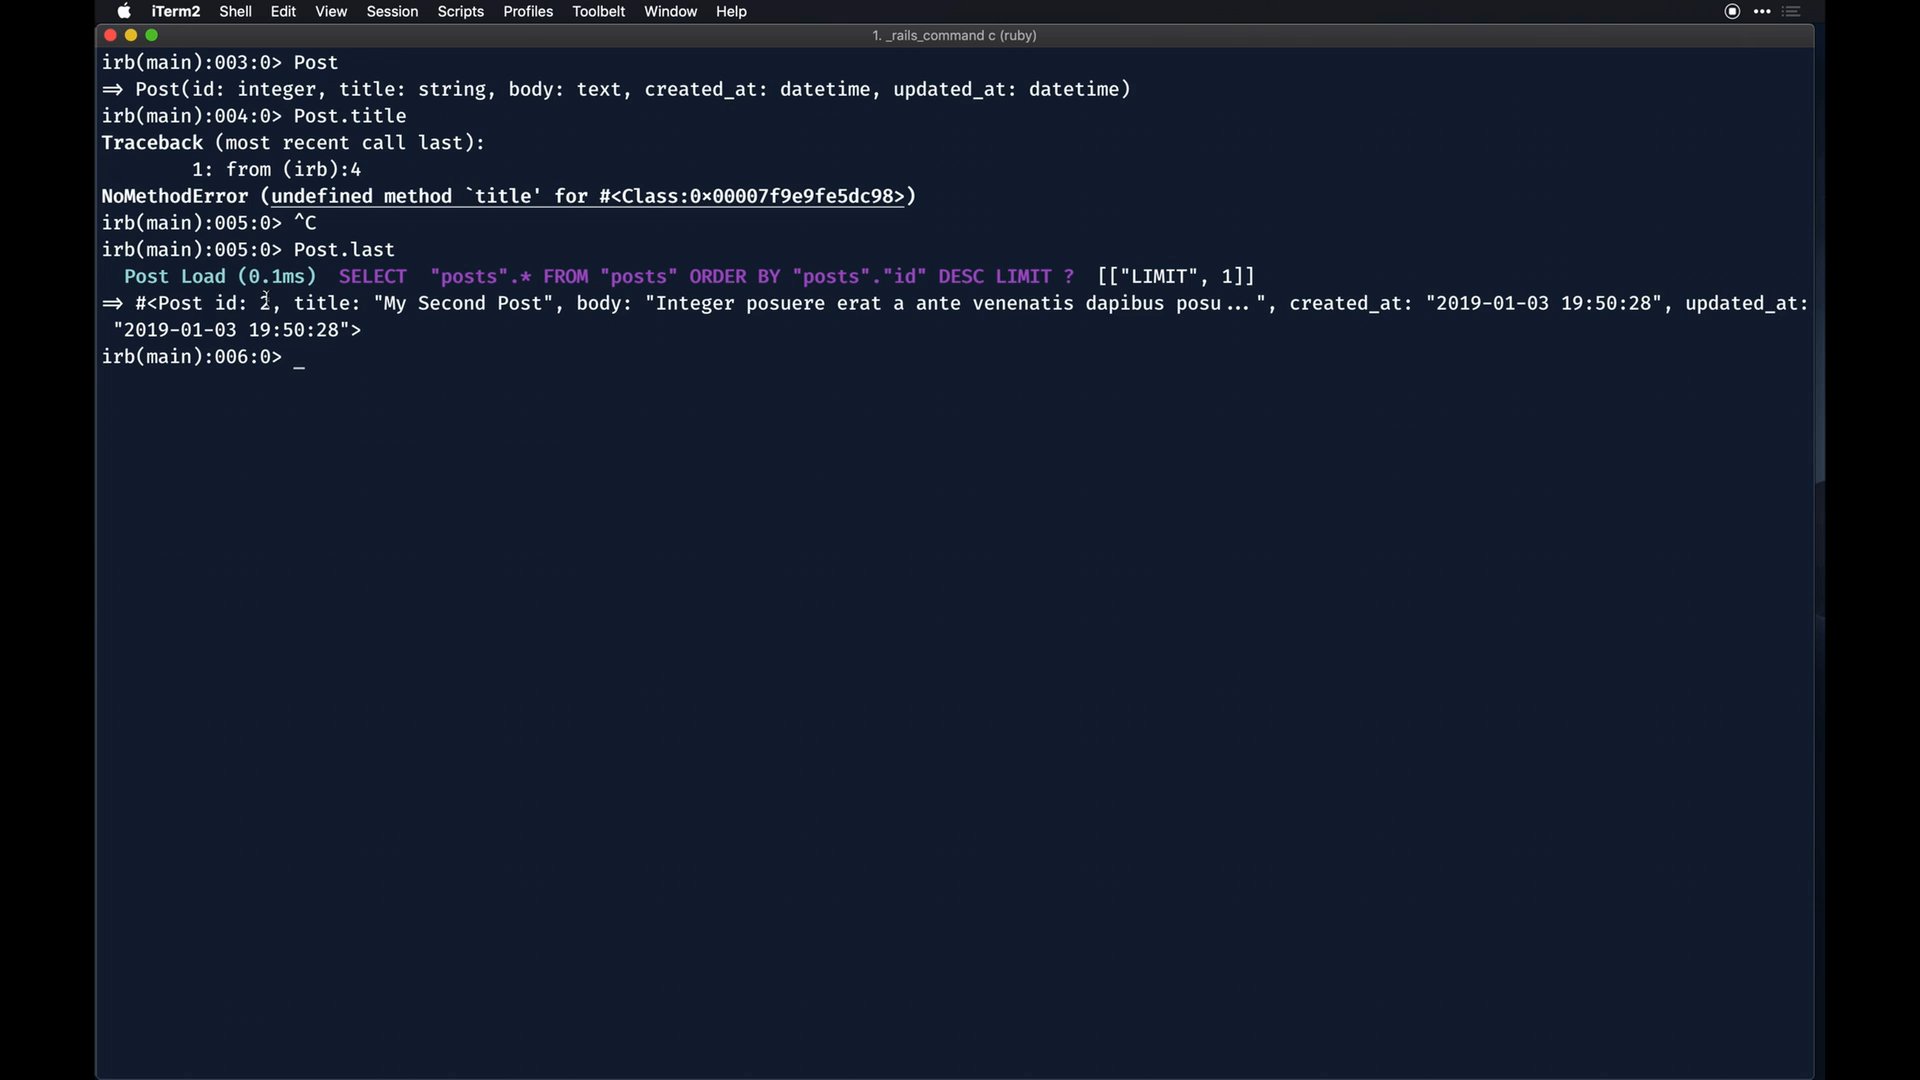 iTerm2 Shell Edit View Session Scripts Profiles Toolbelt Window Help
1. _rails_command c (ruby)
irb(main):003:0> Post
=> Post(id: integer, title: string, body: text, created_at: datetime, updated_at: datetime)
irb(main):004:0> Post.title
Traceback (most recent call last):
1: from (irb):4
NoMethodError (undefined method `title' for #<Class:0x00007f9e9fe5dc98>)
irb(main):005:0> ^C
irb(main):005:0> Post.last
Post Load (0.1ms) SELECT "posts".* FROM "posts" ORDER BY "posts"."id" DESC LIMIT ? [["LIMIT", 1]]
=> #<Post id: 2, title: "My Second Post", body: "Integer posuere erat a ante venenatis dapibus posu...", created_at: "2019-01-03 19:50:28", updated_at:
"2019-01-03 19:50:28">
irb(main):006:0> _